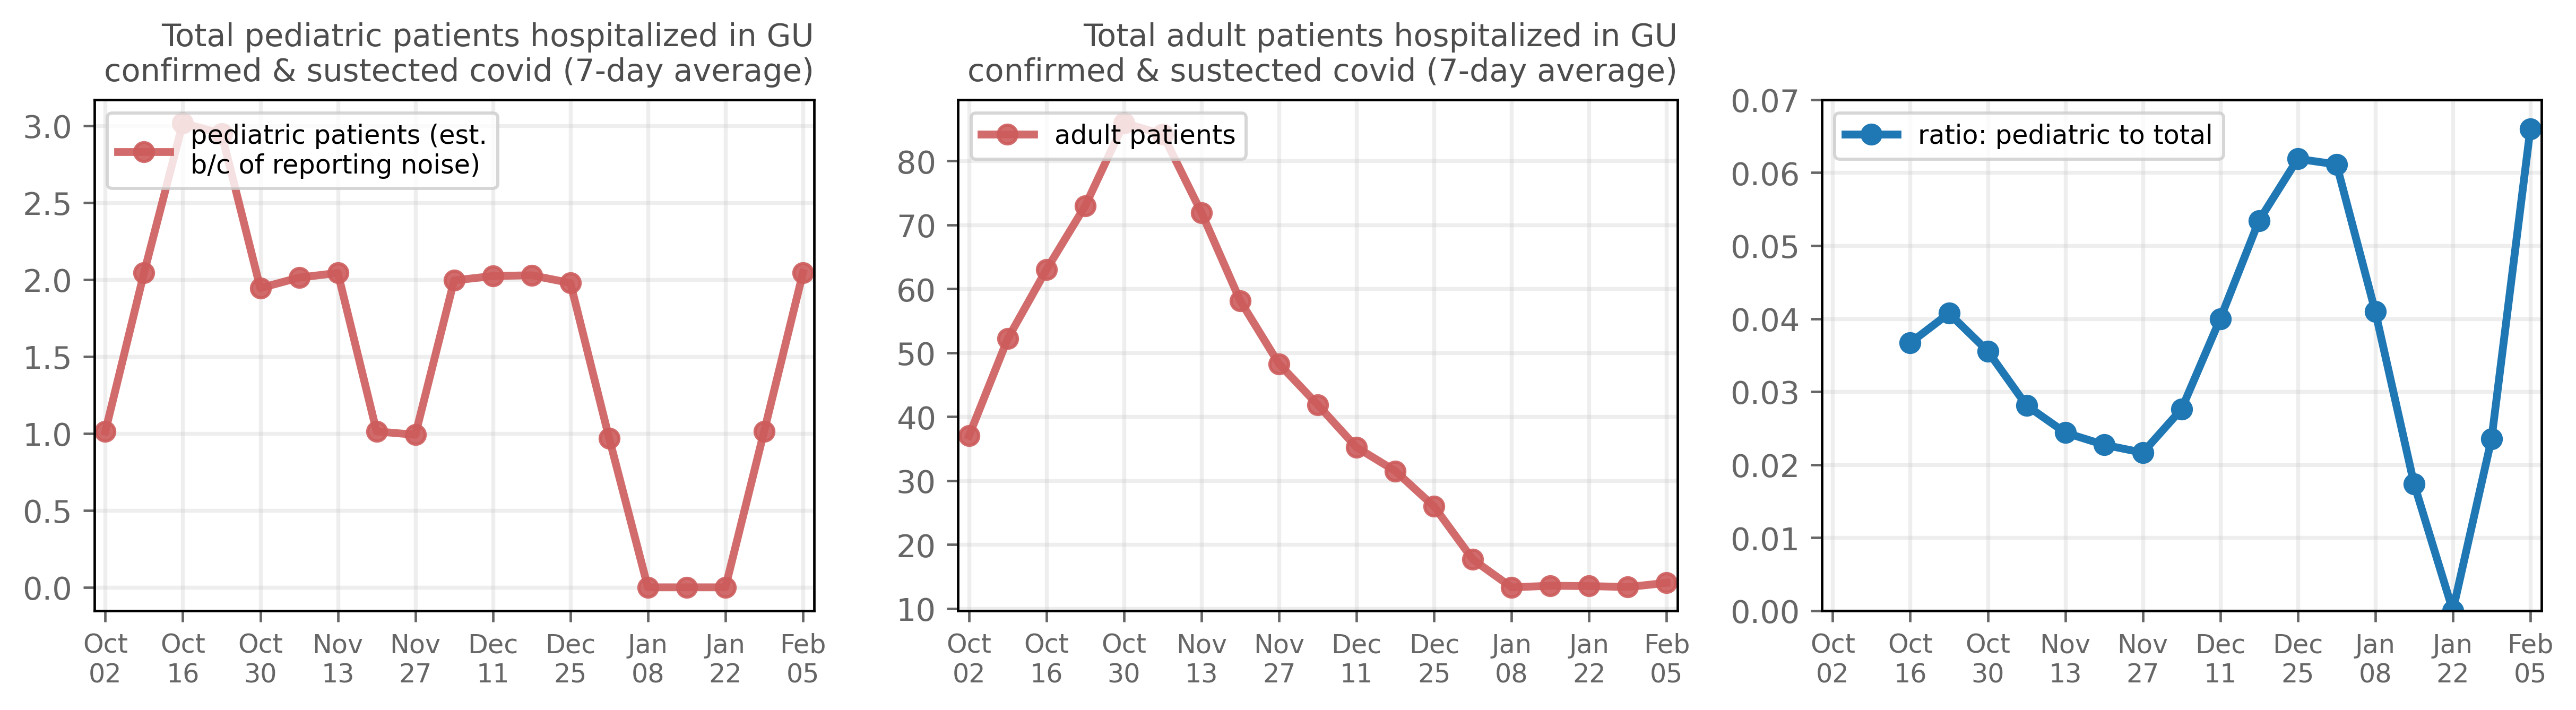 Total pediatric patients hospitalized in GU
confirmed & sustected covid (7-day average)
pediatric patients (est.
b/c of reporting noise)
3.0
2.5
2.0
1.5
1.0
0.5
0.0
Oct Oct Oct Nov Nov Dec Dec Jan Jan Feb
02 16 30 13 27 11 25 08 22 05
Total adult patients hospitalized in GU
confirmed & sustected covid (7-day average)
adult patients
80
70
60
50
40
30
20
10
Oct Oct Oct Nov Nov Dec Dec Jan Jan Feb
02 16 30 13 27 11 25 08 22 05
ratio: pediatric to total
0.07
0.06
0.05
0.04
0.03
0.02
0.01
0.00
Oct Oct Oct Nov Nov Dec Dec Jan Jan Feb
02 16 30 13 27 11 25 08 22 05